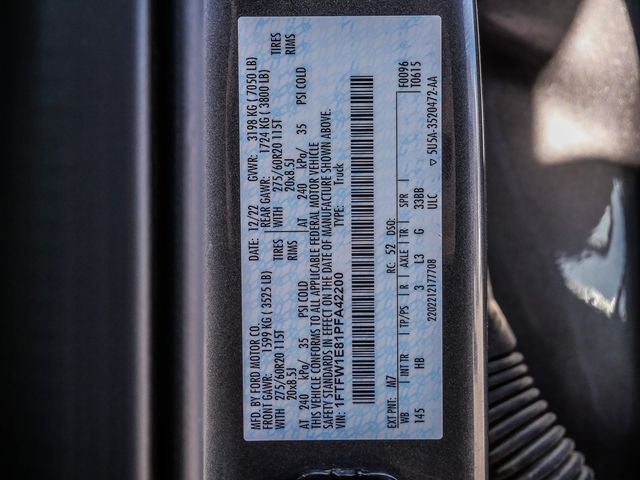 MFD. BY FORD MOTOR CO. DATE: 12/22 GVWR: 3198 KG ( 7050 LB)
FRONT GAWR: 1599 KG ( 3525 LB) REAR GAWR: 1724 KG ( 3800 LB)
WITH 275/60R20 115T TIRES WITH 275/60R20 115T TIRES
20x8.5J RIMS 20x8.5J RIMS
AT 240 kPa/ 35 PSI COLD AT 240 kPa/ 35 PSI COLD
THIS VEHICLE CONFORMS TO ALL APPLICABLE FEDERAL MOTOR VEHICLE
SAFETY STANDARDS IN EFFECT ON THE DATE OF MANUFACTURE SHOWN ABOVE.
VIN: 1FTFW1E81PFA42200 TYPE: Truck
F0096
T0615
EXT PNT: M7 RC: 52 DSO:
WB INT TR TP/PS R AXLE TR SPR
145 HB 3 L3 G 33BB
2202212177708 ULC
▽ 5U5A-3520472-AA